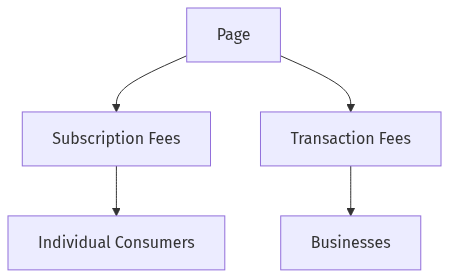 Page
Subscription Fees
Transaction Fees
Individual Consumers
Businesses